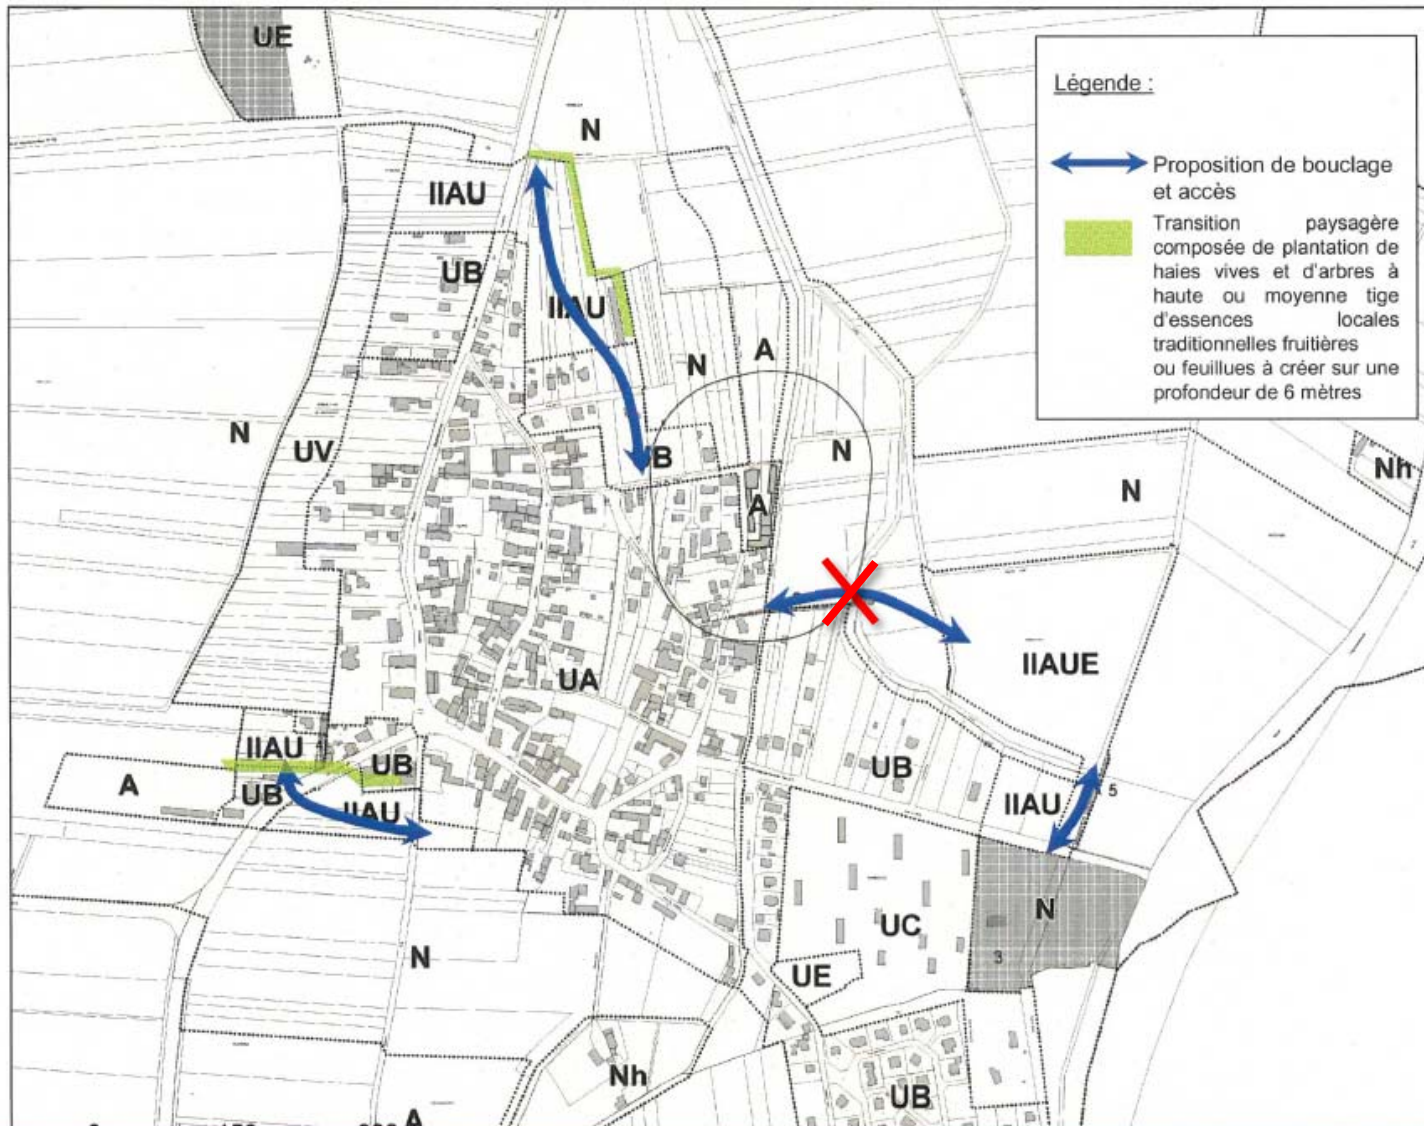 UE
Légende :
N
Proposition de bouclage
et accès
IIAU
Transition paysagère
composée de plantation de
haies vives et d'arbres à
haute ou moyenne tige
d'essences locales
traditionnelles fruitières
ou feuillues à créer sur une
profondeur de 6 mètres
UB
IIAU
A
N
N
UV
UB
N
Nh
N
A
IIAUE
UA
IIAU
UB
UB
A
UB
IIAU
IIAU
5
N
UC
N
3
UE
Nh
UB
A